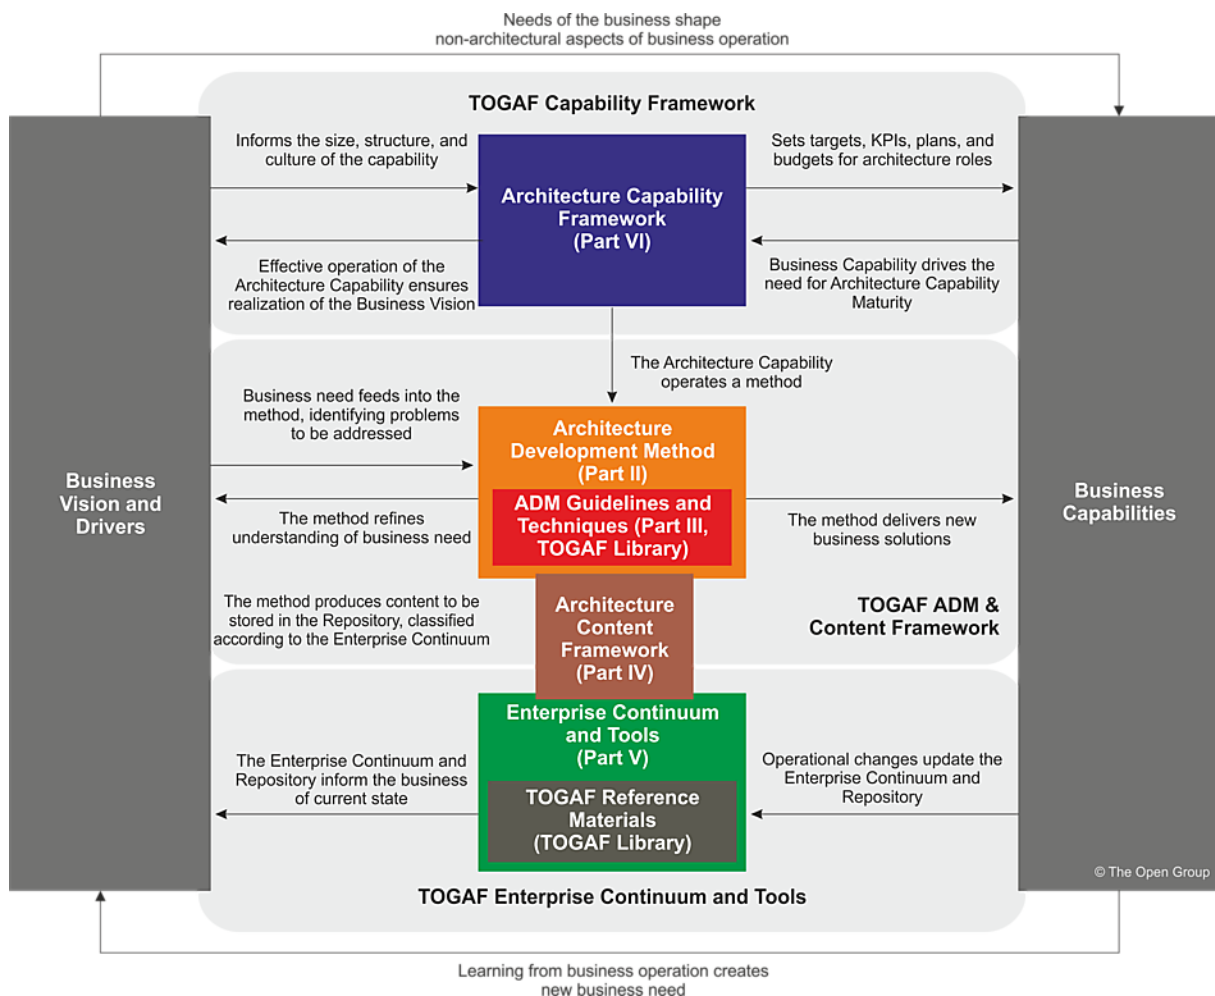 Needs of the business shape
non-architectural aspects of business operation
TOGAF Capability Framework
Informs the size, structure, and
culture of the capability
Architecture Capability
Framework
(Part VI)
Sets targets, KPIs, plans, and
budgets for architecture roles
Effective operation of the
Architecture Capability ensures
realization of the Business Vision
Business Capability drives the
need for Architecture Capability
Maturity
The Architecture Capability
operates a method
Business
Vision and
Drivers
Business need feeds into the
method, identifying problems
to be addressed
Architecture
Development Method
(Part II)
ADM Guidelines and
Techniques (Part III,
TOGAF Library)
The method refines
understanding of business need
The method delivers new
business solutions
Business
Capabilities
The method produces content to be
stored in the Repository, classified
according to the Enterprise Continuum
Architecture
Content
Framework
(Part IV)
TOGAF ADM &
Content Framework
Enterprise Continuum
and Tools
(Part V)
The Enterprise Continuum and
Repository inform the business
of current state
TOGAF Reference
Materials
(TOGAF Library)
Operational changes update the
Enterprise Continuum and
Repository
© The Open Group
TOGAF Enterprise Continuum and Tools
Learning from business operation creates
new business need